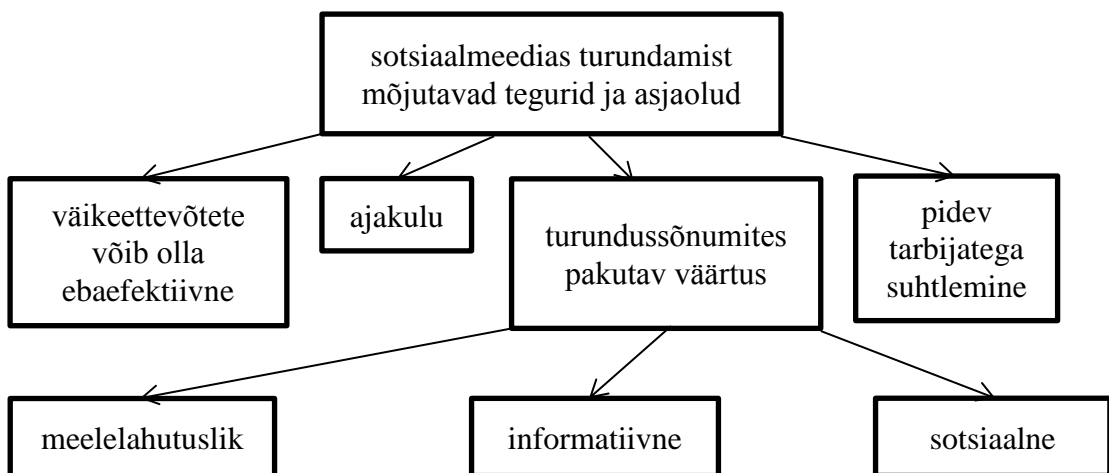 sotsiaalmeedias turundamist
mõjutavad tegurid ja asjaolud
väikeettevõtete
võib olla
ebaefektiivne
ajakulu
turundussõnumites
pakutav väärtus
pidev
tarbijatega
suhtlemine
meelelahutuslik
informatiivne
sotsiaalne